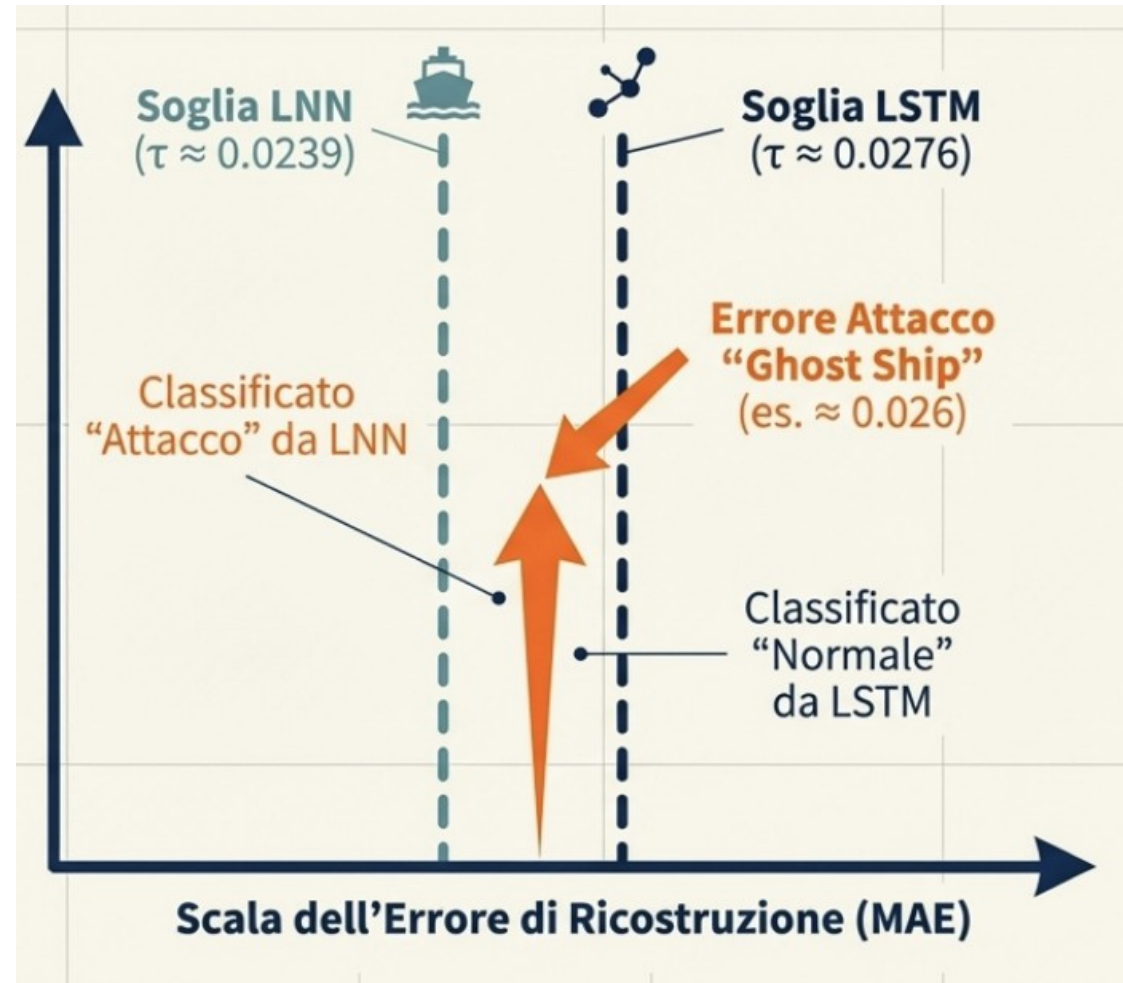 Soglia LNN
(τ ≈ 0.0239)
Soglia LSTM
(τ ≈ 0.0276)
Errore Attacco
“Ghost Ship”
(es. ≈ 0.026)
Classificato
“Attacco” da LNN
Classificato
“Normale”
da LSTM
Scala dell’Errore di Ricostruzione (MAE)